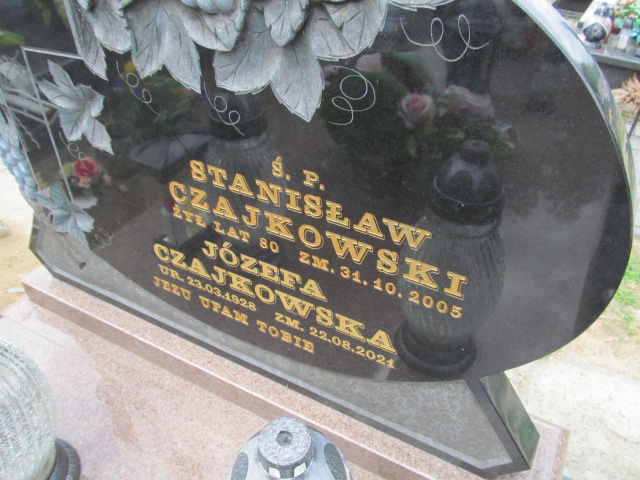 Ś. P.
STANISŁAW
CZAJKOWSKI
ŻYŁ LAT 80 ZM. 31.10.2005
JÓZEFA
CZAJKOWSKA
UR. 23.03.1928 ZM. 22.08.2021
JEZU UFAM TOBIE